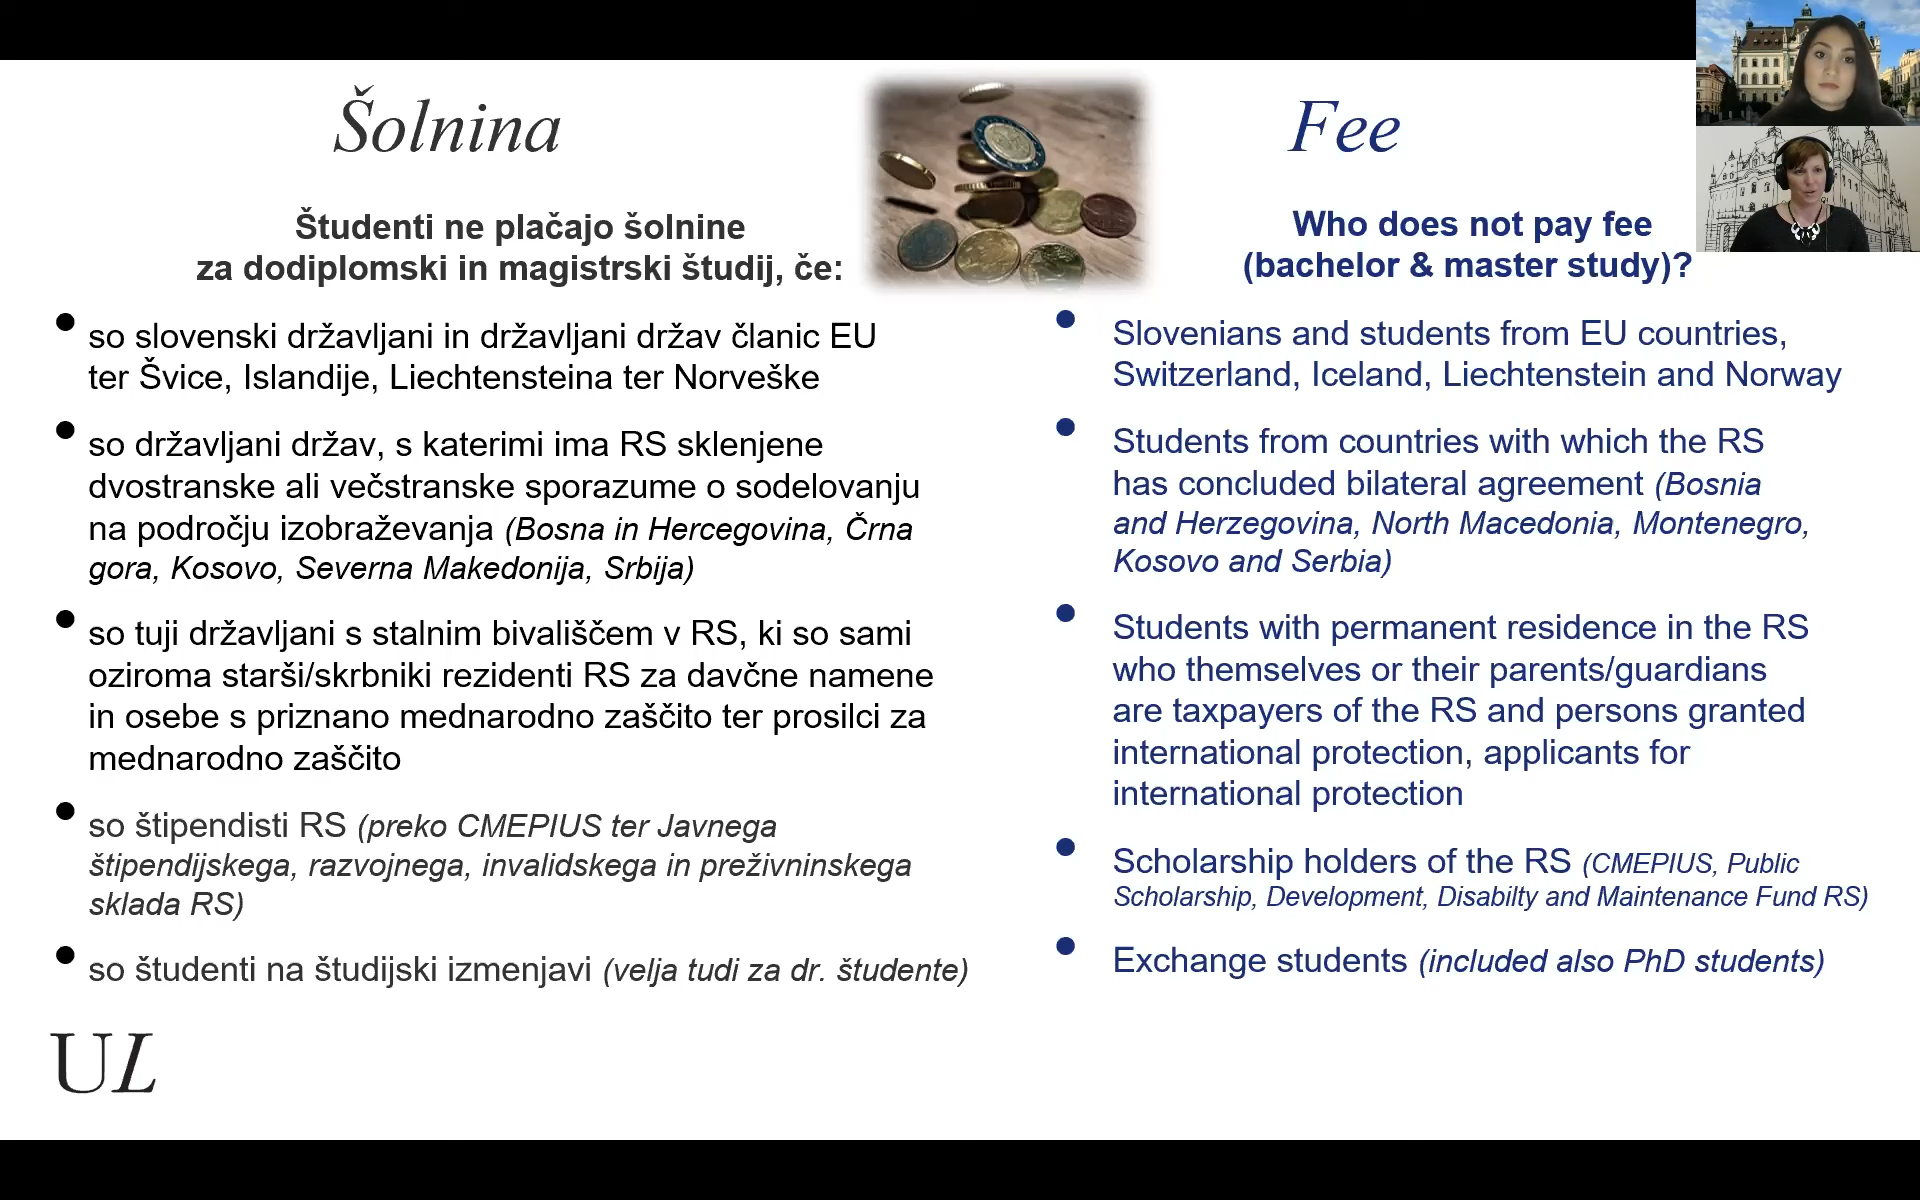 Šolnina
Študenti ne plačajo šolnine
za dodiplomski in magistrski študij, če:
so slovenski državljani in državljani držav članic EU
ter Švice, Islandije, Liechtensteina ter Norveške
so državljani držav, s katerimi ima RS sklenjene
dvostranske ali večstranske sporazume o sodelovanju
na področju izobraževanja (Bosna in Hercegovina, Črna
gora, Kosovo, Severna Makedonija, Srbija)
so tuji državljani s stalnim bivališčem v RS, ki so sami
oziroma starši/skrbniki rezidenti RS za davčne namene
in osebe s priznano mednarodno zaščito ter prosilci za
mednarodno zaščito
so štipendisti RS (preko CMEPIUS ter Javnega
štipendijskega, razvojnega, invalidskega in preživninskega
sklada RS)
so študenti na študijski izmenjavi (velja tudi za dr. študente)
UL
Fee
Who does not pay fee
(bachelor & master study)?
Slovenians and students from EU countries,
Switzerland, Iceland, Liechtenstein and Norway
Students from countries with which the RS
has concluded bilateral agreement (Bosnia
and Herzegovina, North Macedonia, Montenegro,
Kosovo and Serbia)
Students with permanent residence in the RS
who themselves or their parents/guardians
are taxpayers of the RS and persons granted
international protection, applicants for
international protection
Scholarship holders of the RS (CMEPIUS, Public
Scholarship, Development, Disabilty and Maintenance Fund RS)
Exchange students (included also PhD students)